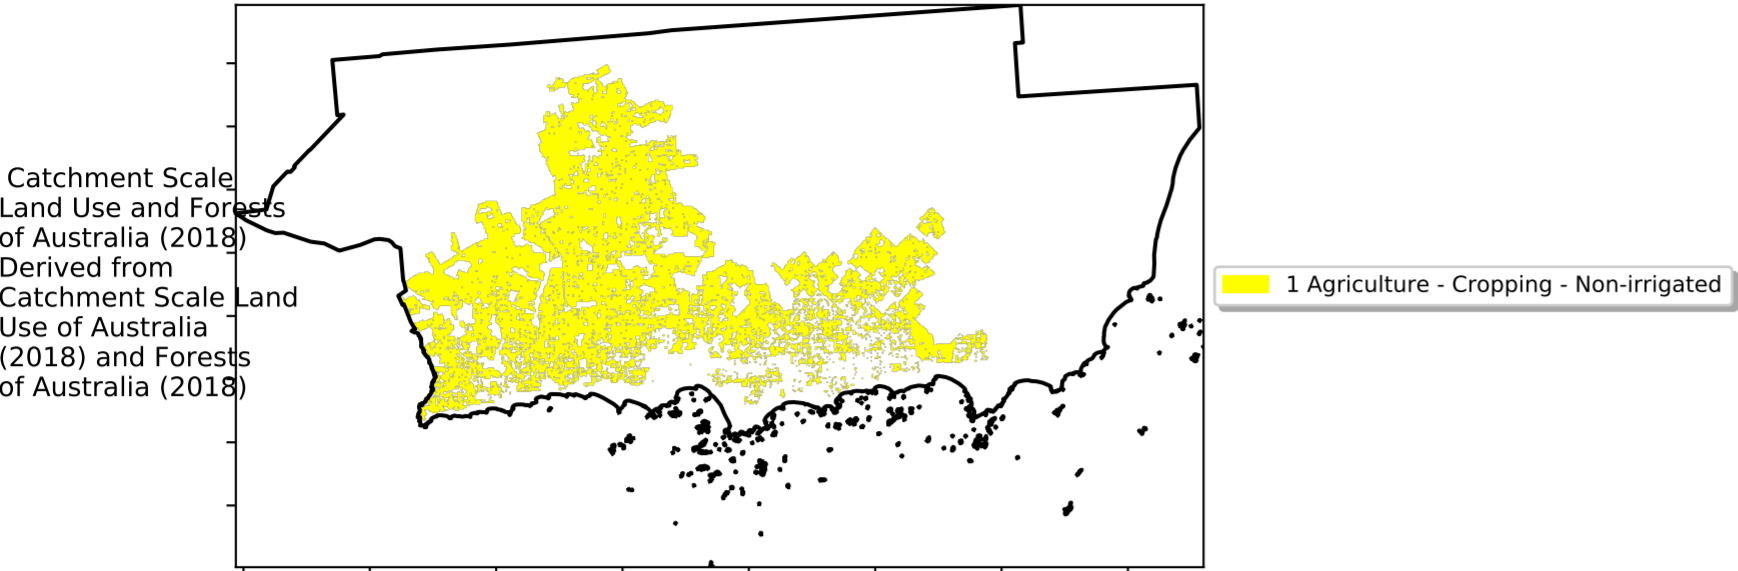 Catchment Scale
Land Use and Forests
of Australia (2018)
Derived from
Catchment Scale Land
Use of Australia
(2018) and Forests
of Australia (2018)
1 Agriculture - Cropping - Non-irrigated